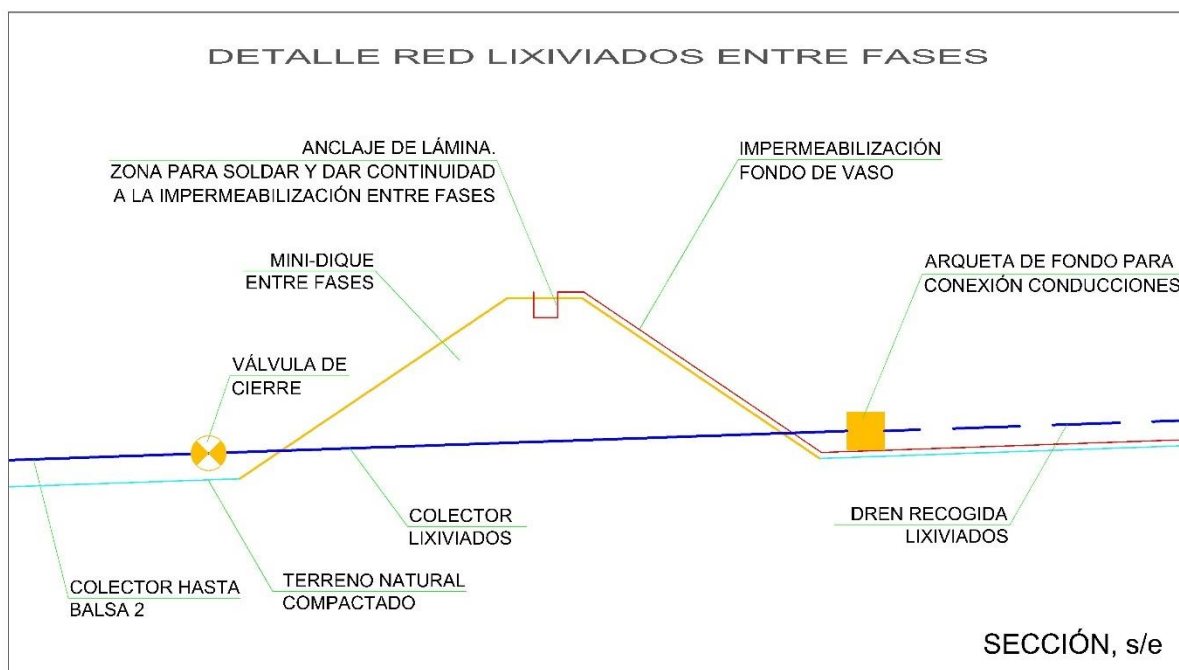 DETALLE RED LIXIVIADOS ENTRE FASES
ANCLAJE DE LÁMINA.
ZONA PARA SOLDAR Y DAR CONTINUIDAD
A LA IMPERMEABILIZACIÓN ENTRE FASES
IMPERMEABILIZACIÓN
FONDO DE VASO
MINI-DIQUE
ENTRE FASES
ARQUETA DE FONDO PARA
CONEXIÓN CONDUCCIONES
VÁLVULA DE
CIERRE
COLECTOR
LIXIVIADOS
DREN RECOGIDA
LIXIVIADOS
COLECTOR HASTA
BALSA 2
TERRENO NATURAL
COMPACTADO
SECCIÓN, s/e